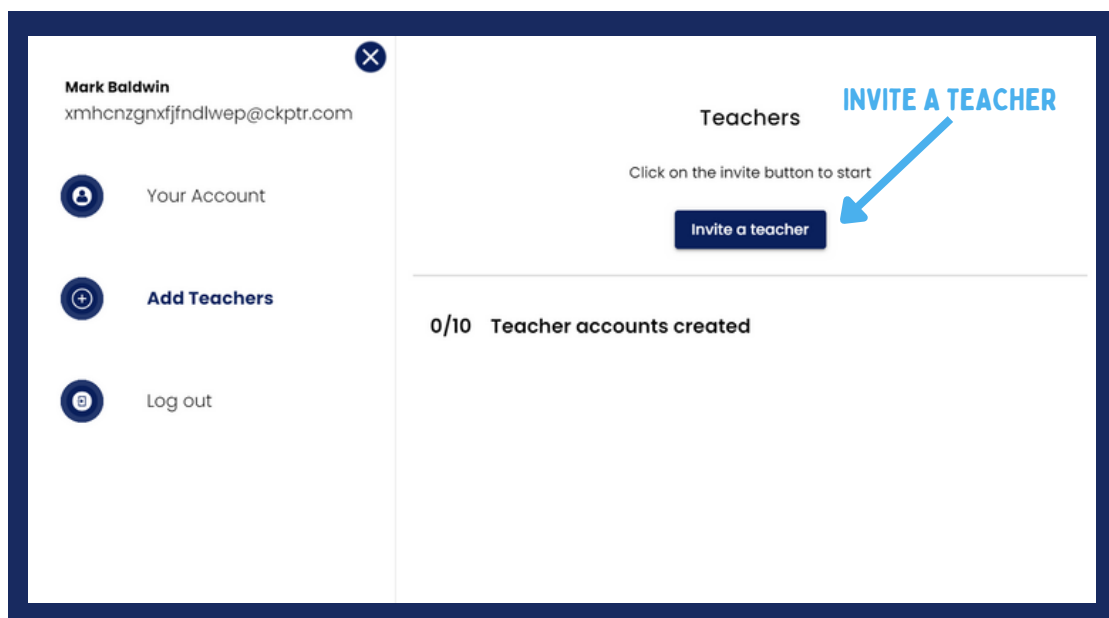 Mark Baldwin
xmhcnzgnxfjfndlwep@ckptr.com
Your Account
Add Teachers
Log out
INVITE A TEACHER
Teachers
Click on the invite button to start
Invite a teacher
0/10 Teacher accounts created